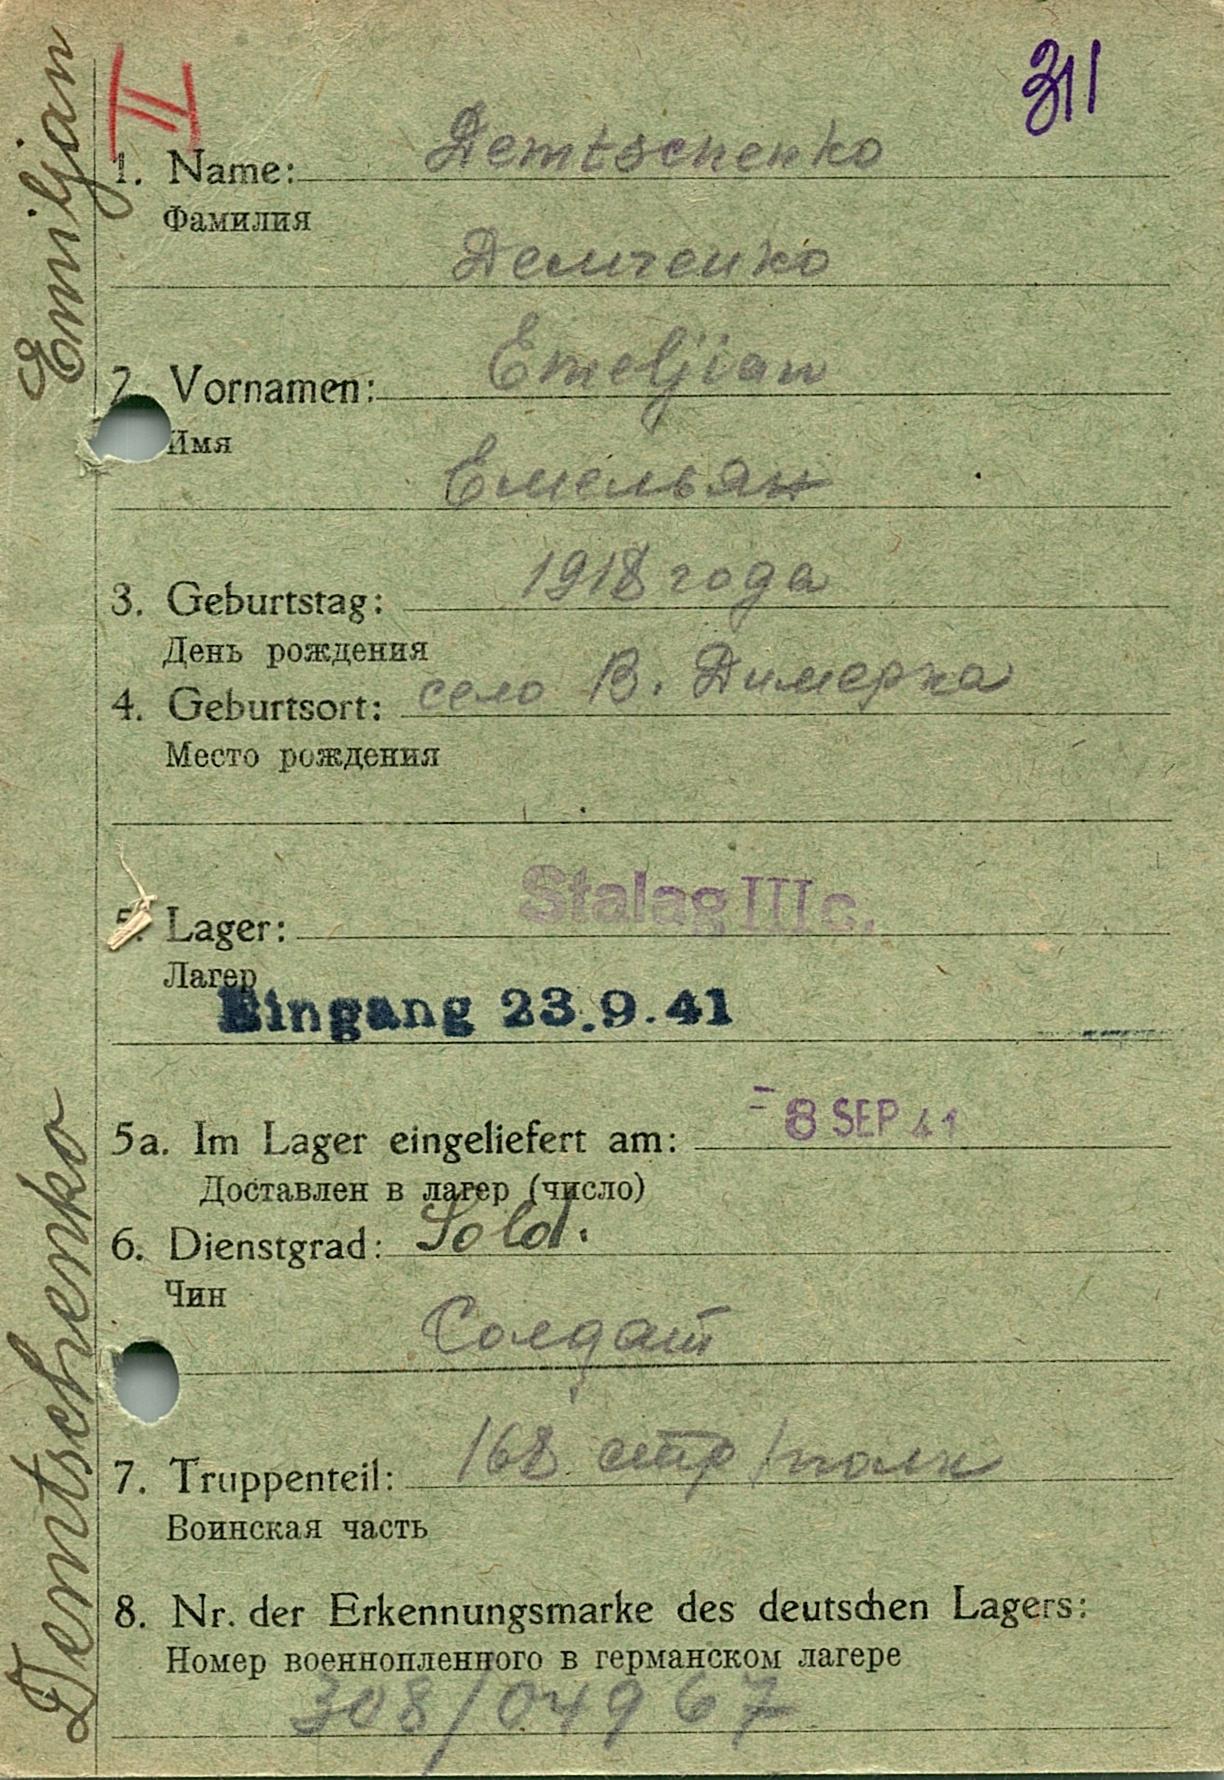 II
311
1. Name: Demtschenko
Фамилия
Демченко
2. Vornamen: Emeljian
Имя
Емельян
3. Geburtstag: 1918 года
День рождения
4. Geburtsort: село В. Димерка
Место рождения
5. Lager: Stalag III c.
Лагер
Eingang 23.9.41
5a. Im Lager eingeliefert am: - 8 SEP 41
Доставлен в лагер (число)
6. Dienstgrad: Sold.
Чин
Солдат
7. Truppenteil: 168 стр/полк
Воинская часть
8. Nr. der Erkennungsmarke des deutschen Lagers:
Номер военнопленного в германском лагере
308/04967
Demtschenko Emiljan